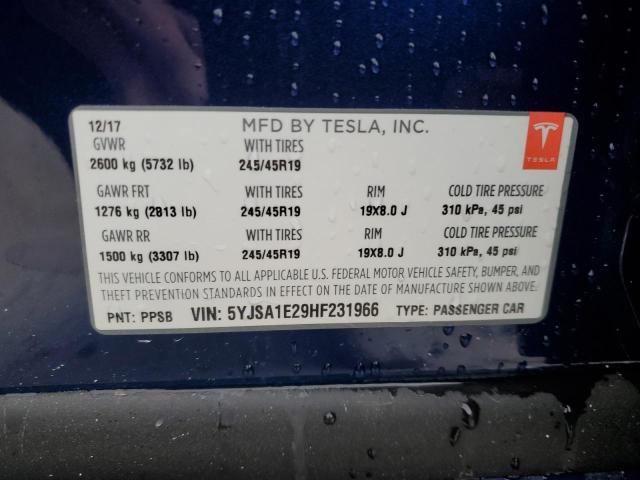 12/17 MFD BY TESLA, INC.
GVWR WITH TIRES
2600 kg (5732 lb) 245/45R19
TESLA
GAWR FRT WITH TIRES RIM COLD TIRE PRESSURE
1276 kg (2813 lb) 245/45R19 19X8.0 J 310 kPa, 45 psi
GAWR RR WITH TIRES RIM COLD TIRE PRESSURE
1500 kg (3307 lb) 245/45R19 19X8.0 J 310 kPa, 45 psi
THIS VEHICLE CONFORMS TO ALL APPLICABLE U.S. FEDERAL MOTOR VEHICLE SAFETY, BUMPER, AND
THEFT PREVENTION STANDARDS IN EFFECT ON THE DATE OF MANUFACTURE SHOWN ABOVE.
PNT: PPSB VIN: 5YJSA1E29HF231966 TYPE: PASSENGER CAR